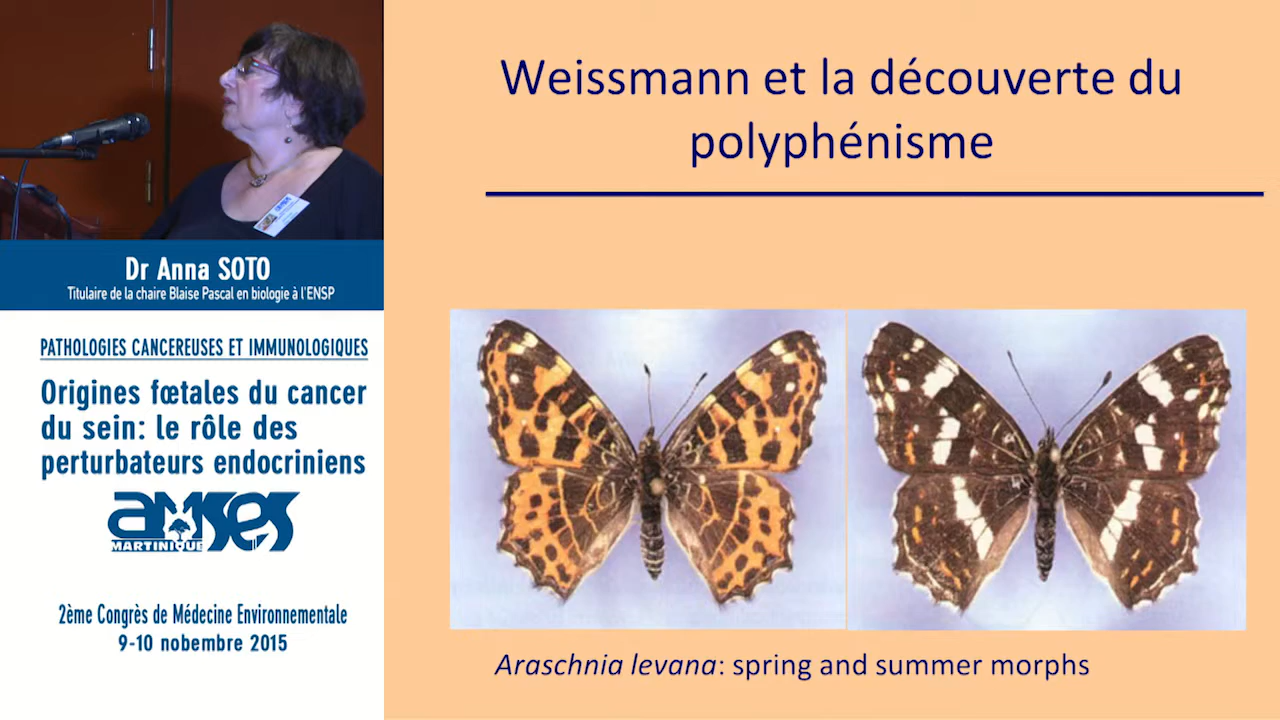 Dr Anna SOTO
Titulaire de la chaire Blaise Pascal en biologie à l'ENSP
PATHOLOGIES CANCEREUSES ET IMMUNOLOGIQUES
Origines fœtales du cancer
du sein: le rôle des
perturbateurs endocriniens
amses
MARTINIQUE
2ème Congrès de Médecine Environnementale
9-10 nobembre 2015
Weissmann et la découverte du
polyphénisme
Araschnia levana: spring and summer morphs